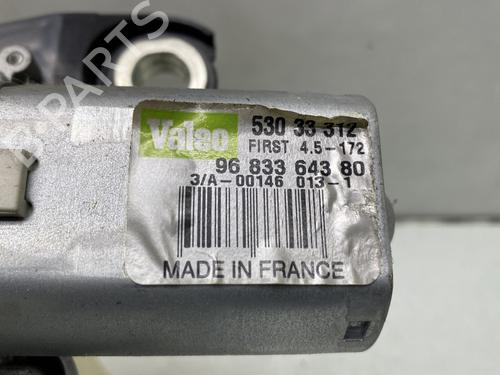 Valeo
530 33 312
FIRST 4.5-172
96 833 643 80
3/A-00146 013-1
MADE IN FRANCE